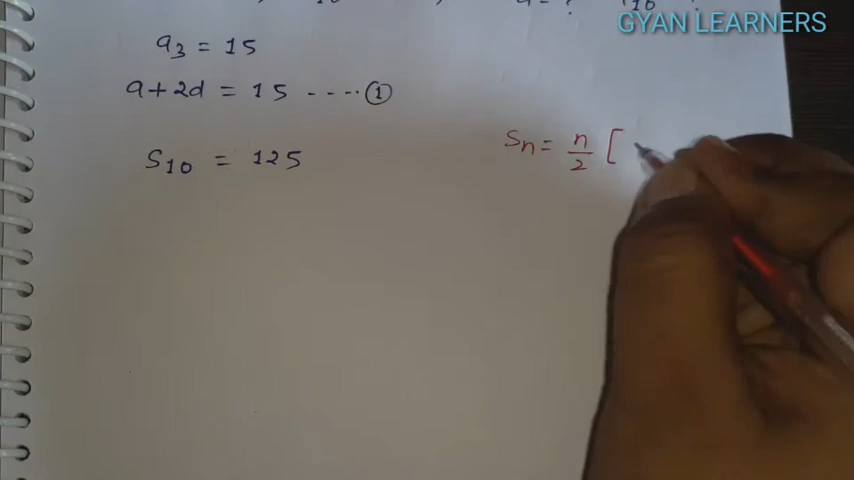 GYAN LEARNERS
a₃ = 15
a + 2d = 15 ---- ①
Sₙ = n/2 [
S₁₀ = 125